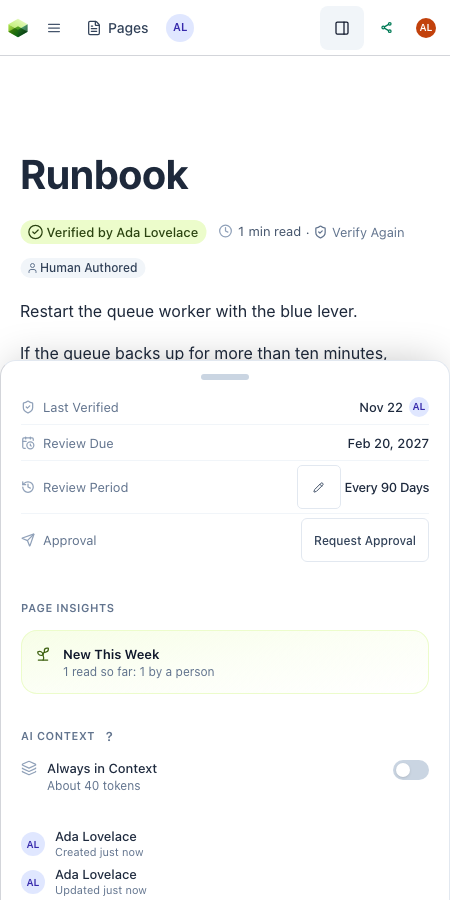 Pages AL AL
Runbook
Verified by Ada Lovelace 1 min read · Verify Again
Human Authored
Restart the queue worker with the blue lever.
If the queue backs up for more than ten minutes,
Last Verified Nov 22 AL
Review Due Feb 20, 2027
Review Period Every 90 Days
Approval Request Approval
PAGE INSIGHTS
New This Week
1 read so far: 1 by a person
AI CONTEXT ?
Always in Context
About 40 tokens
AL Ada Lovelace
Created just now
AL Ada Lovelace
Updated just now